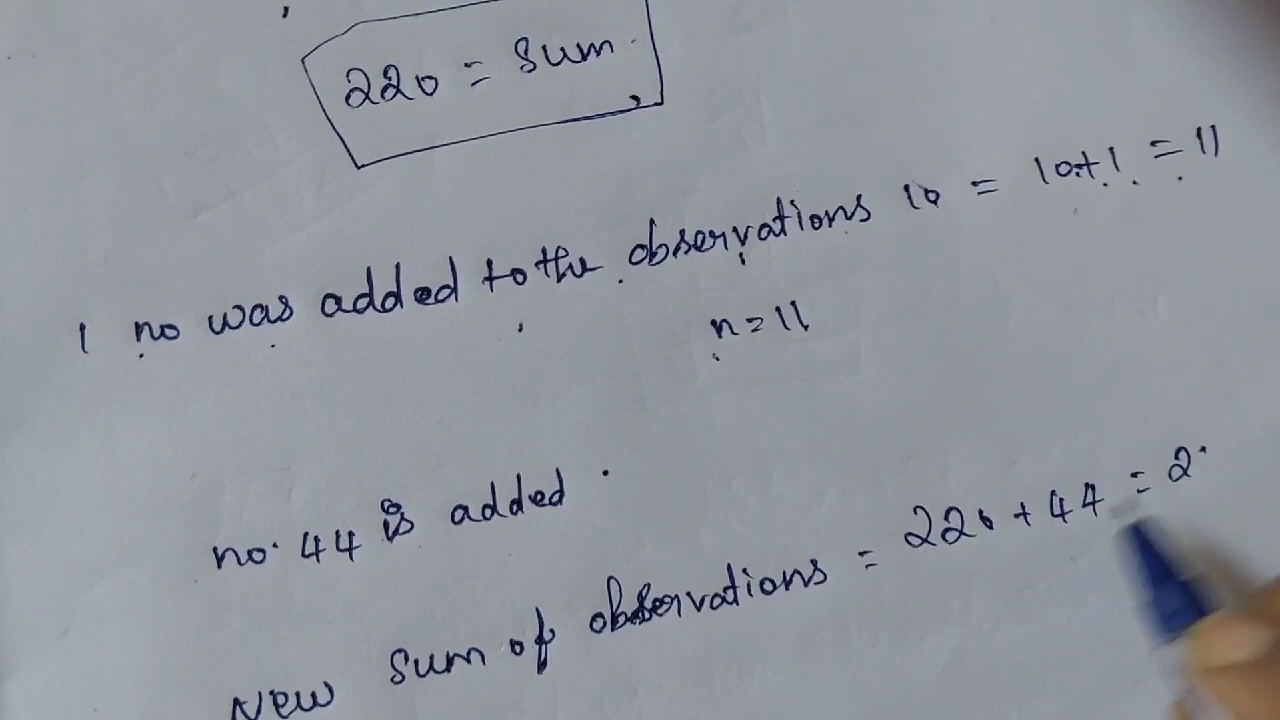 220 = Sum
1 no was added to the observations 10 = 10+1 = 11
n = 11
no. 44 is added.
New sum of observations = 220 + 44 = 2